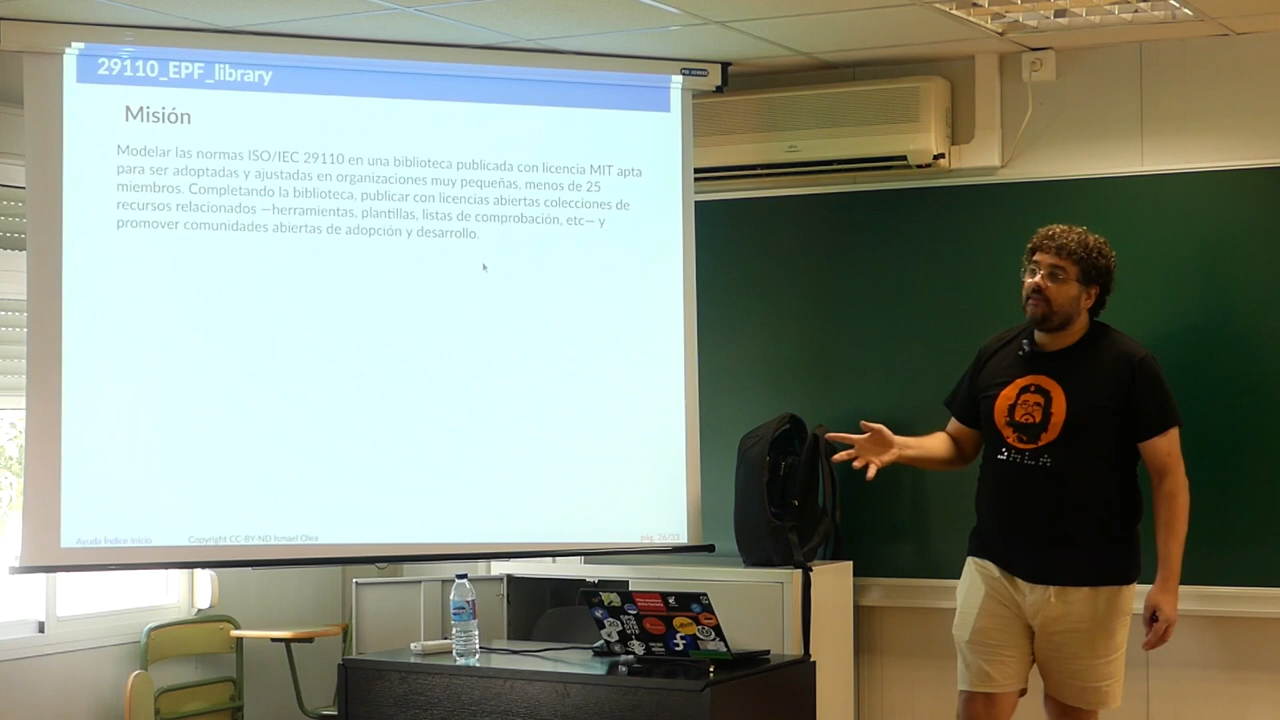 29110_EPF_library
Misión
Modelar las normas ISO/IEC 29110 en una biblioteca publicada con licencia MIT apta
para ser adoptadas y ajustadas en organizaciones muy pequeñas, menos de 25
miembros. Completando la biblioteca, publicar con licencias abiertas colecciones de
recursos relacionados —herramientas, plantillas, listas de comprobación, etc— y
promover comunidades abiertas de adopción y desarrollo.
Ayuda Índice Inicio
Copyright CC-BY-ND Ismael Olea
pág. 26/33